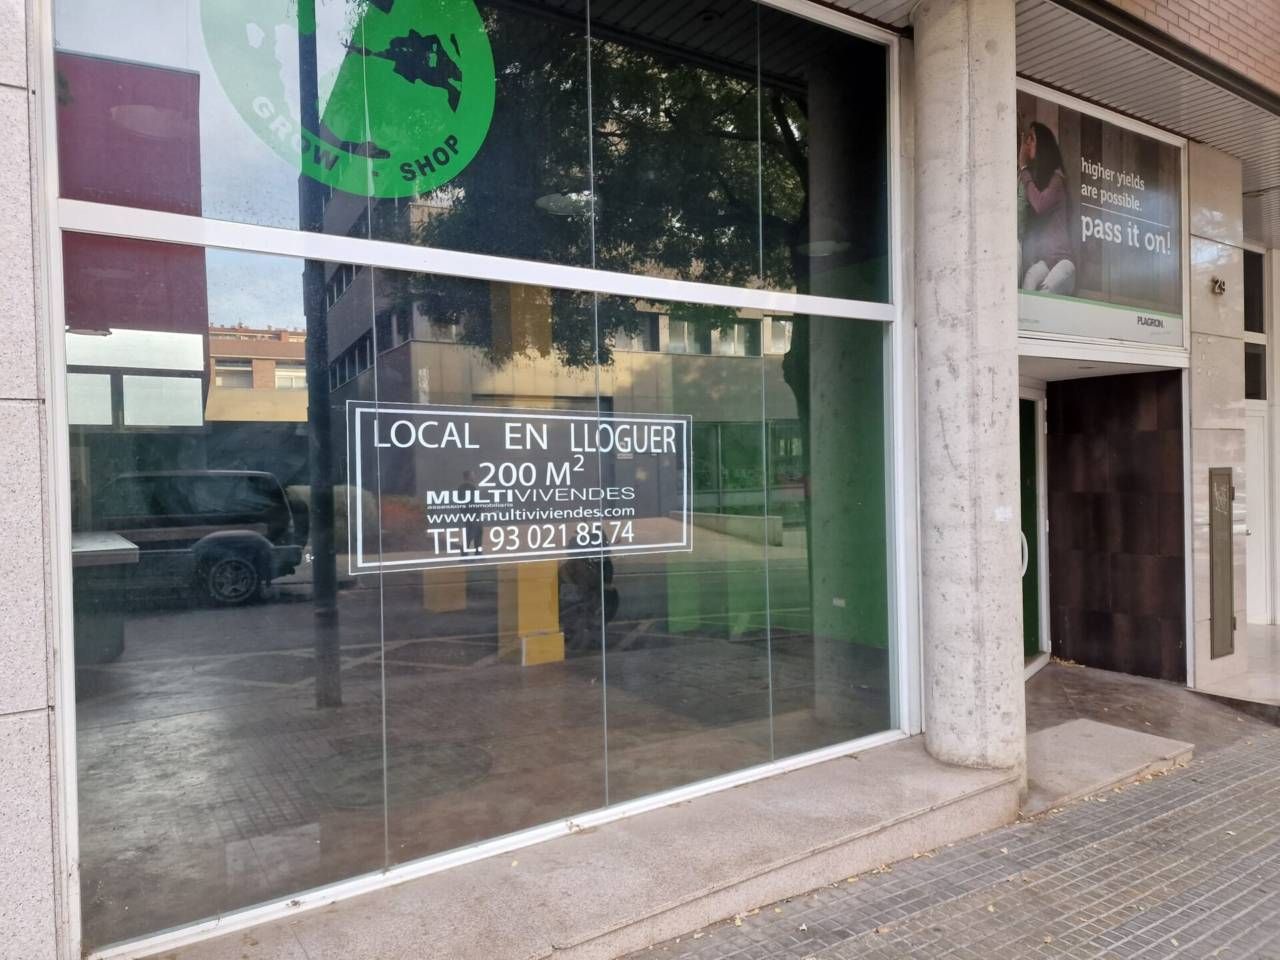 GROW SHOP
LOCAL EN LLOGUER
200 M²
MULTIVIVENDES
assessors immobiliaris
www.multiviviendes.com
TEL. 93 021 85 74
higher yields
are possible.
pass it on!
PLAGRON
29